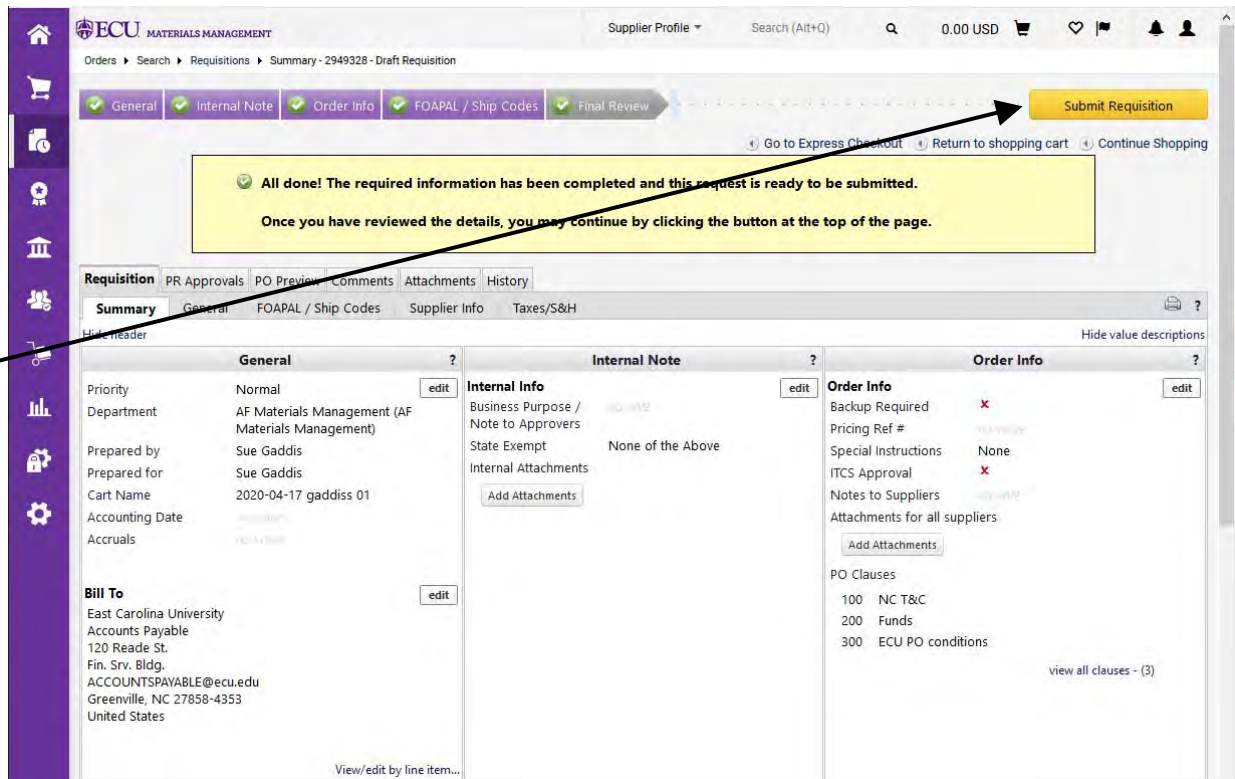 ECU MATERIALS MANAGEMENT
Supplier Profile
Search (Alt+Q)
0.00 USD
Orders Search Requisitions Summary - 2949328 - Draft Requisition
General Internal Note Order Info FOAPAL / Ship Codes Final Review
Submit Requisition
Go to Express Checkout Return to shopping cart Continue Shopping
All done! The required information has been completed and this request is ready to be submitted.
Once you have reviewed the details, you may continue by clicking the button at the top of the page.
Requisition PR Approvals PO Preview Comments Attachments History
Summary General FOAPAL / Ship Codes Supplier Info Taxes/S&H ?
Hide header
Hide value descriptions
General ?
Priority Normal edit
Department AF Materials Management (AF
Materials Management)
Prepared by Sue Gaddis
Prepared for Sue Gaddis
Cart Name 2020-04-17 gaddiss 01
Accounting Date
Accruals
Bill To edit
East Carolina University
Accounts Payable
120 Reade St.
Fin. Srv. Bldg.
ACCOUNTSPAYABLE@ecu.edu
Greenville, NC 27858-4353
United States
View/edit by line item...
Internal Note ?
Internal Info edit
Business Purpose /
Note to Approvers
State Exempt None of the Above
Internal Attachments
Add Attachments
Order Info ?
Order Info edit
Backup Required x
Pricing Ref #
Special Instructions None
ITCS Approval x
Notes to Suppliers
Attachments for all suppliers
Add Attachments
PO Clauses
100 NC T&C
200 Funds
300 ECU PO conditions
view all clauses - (3)